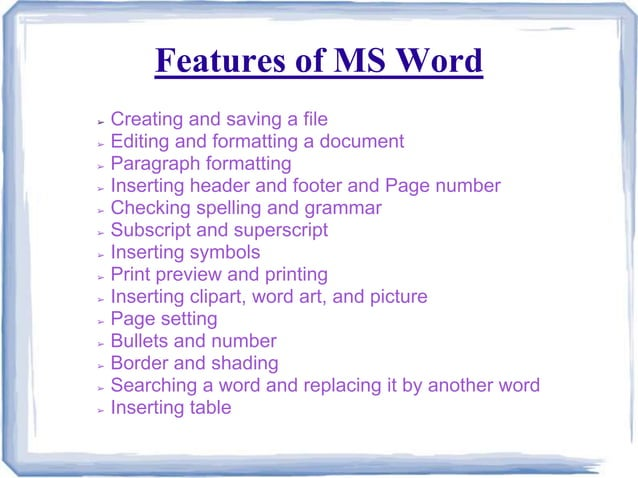 Features of MS Word
➢ Creating and saving a file
➢ Editing and formatting a document
➢ Paragraph formatting
➢ Inserting header and footer and Page number
➢ Checking spelling and grammar
➢ Subscript and superscript
➢ Inserting symbols
➢ Print preview and printing
➢ Inserting clipart, word art, and picture
➢ Page setting
➢ Bullets and number
➢ Border and shading
➢ Searching a word and replacing it by another word
➢ Inserting table